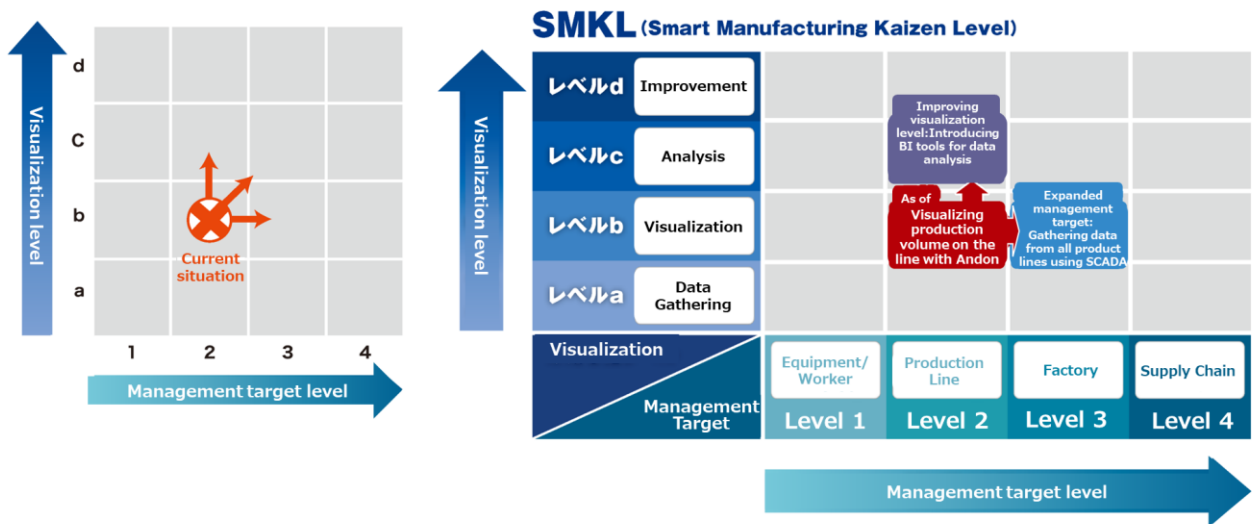 Visualization level
d
C
b
a
Current
situation
1 2 3 4
Management target level
SMKL (Smart Manufacturing Kaizen Level)
Visualization level
レベルd Improvement
レベルc Analysis
レベルb Visualization
レベルa Data
Gathering
Improving
visualization
level:Introducing
BI tools for data
analysis
As of
Visualizing
production
volume on the
line with Andon
Expanded
management
target:
Gathering data
from all product
lines using SCADA
Visualization
Management
Target
Equipment/
Worker
Level 1
Production
Line
Level 2
Factory
Level 3
Supply Chain
Level 4
Management target level